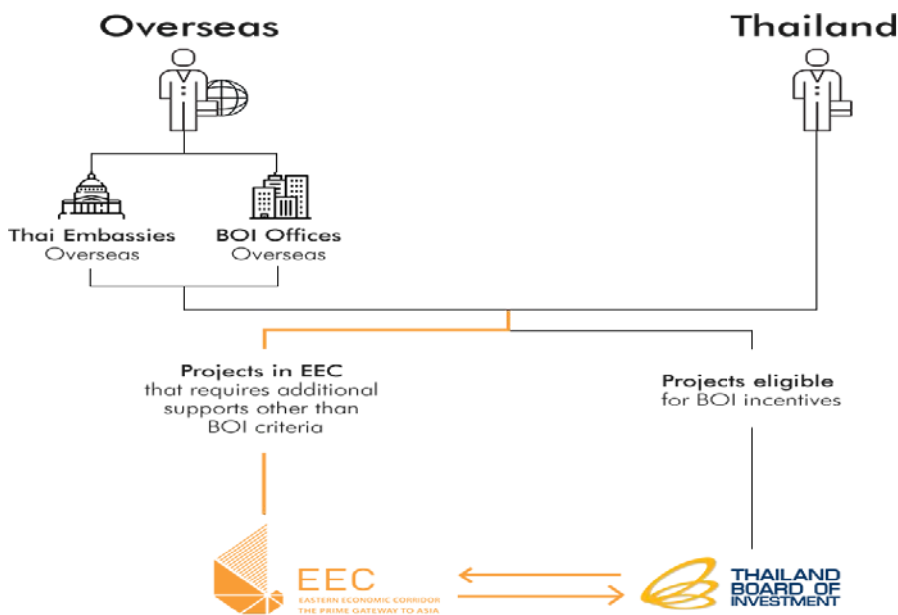 Overseas
Thailand
Thai Embassies
Overseas
BOI Offices
Overseas
Projects in EEC
that requires additional
supports other than
BOI criteria
Projects eligible
for BOI incentives
EEC
EASTERN ECONOMIC CORRIDOR
THE PRIME GATEWAY TO ASIA
THAILAND
BOARD OF
INVESTMENT